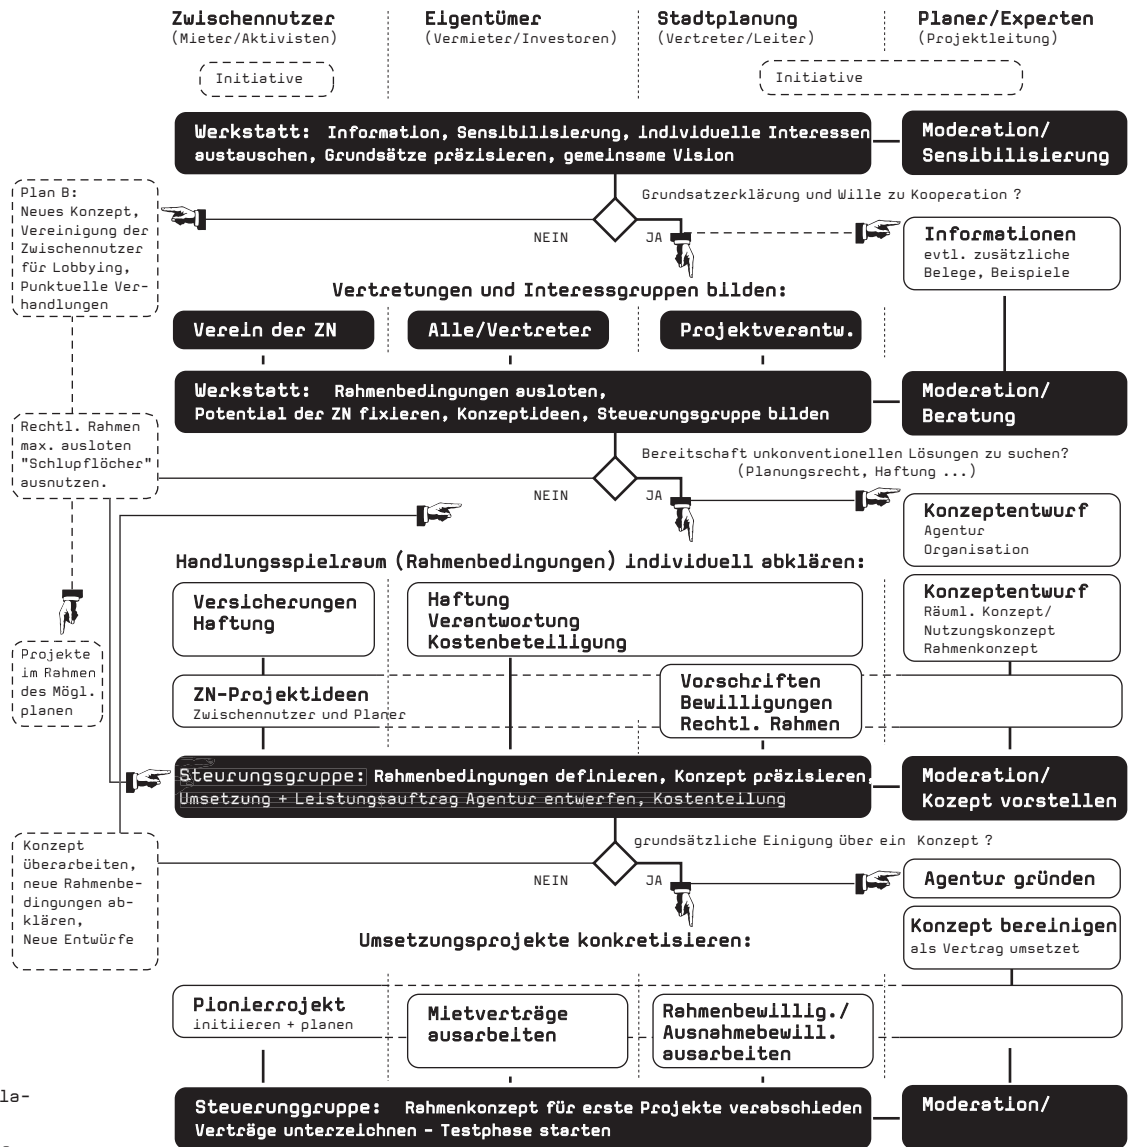 Zwischennutzer
(Mieter/Aktivisten)
Eigentümer
(Vermieter/Investoren)
Stadtplanung
(Vertreter/Leiter)
Planer/Experten
(Projektleitung)
Initiative
Initiative
Werkstatt: Information, Sensibilisierung, individuelle Interessen
austauschen, Grundsätze präzisieren, gemeinsame Vision
Moderation/
Sensibilisierung
Plan B:
Neues Konzept,
Vereinigung der
Zwischennutzer
für Lobbying,
Punktuelle Ver-
handlungen
Grundsatzerklärung und Wille zu Kooperation ?
NEIN
JA
Informationen
evtl. zusätzliche
Belege, Beispiele
Vertretungen und Interessgruppen bilden:
Verein der ZN
Alle/Vertreter
Projektverantw.
Werkstatt: Rahmenbedingungen ausloten,
Potential der ZN fixieren, Konzeptideen, Steuerungsgruppe bilden
Moderation/
Beratung
Rechtl. Rahmen
max. ausloten
"Schlupflöcher"
ausnutzen.
Bereitschaft unkonventionellen Lösungen zu suchen?
(Planungsrecht, Haftung ...)
NEIN
JA
Konzeptentwurf
Agentur
Organisation
Handlungsspielraum (Rahmenbedingungen) individuell abklären:
Versicherungen
Haftung
Haftung
Verantwortung
Kostenbeteiligung
Konzeptentwurf
Räuml. Konzept/
Nutzungskonzept
Rahmenkonzept
Projekte
im Rahmen
des Mögl.
planen
ZN-Projektideen
Zwischennutzer und Planer
Vorschriften
Bewilligungen
Rechtl. Rahmen
Steurungsgruppe: Rahmenbedingungen definieren, Konzept präzisieren,
Umsetzung + Leistungsauftrag Agentur entwerfen, Kostenteilung
Moderation/
Kozept vorstellen
Konzept
überarbeiten,
neue Rahmenbe-
dingungen ab-
klären,
Neue Entwürfe
grundsätzliche Einigung über ein Konzept ?
NEIN
JA
Agentur gründen
Konzept bereinigen
als Vertrag umsetzet
Umsetzungsprojekte konkretisieren:
Pionierrojekt
initiieren + planen
Mietverträge
ausarbeiten
Rahmenbewillig./
Ausnahmebewill.
ausarbeiten
la-
Steuerunggruppe: Rahmenkonzept für erste Projekte verabschieden
Verträge unterzeichnen - Testphase starten
Moderation/